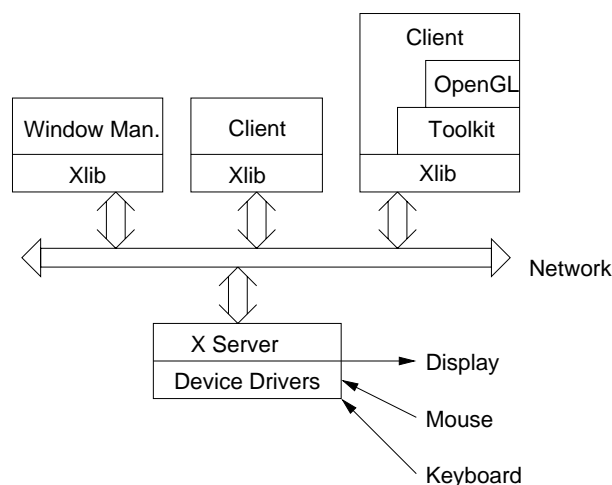 Client
OpenGL
Toolkit
Xlib
Window Man.
Xlib
Client
Xlib
Network
X Server
Device Drivers
Display
Mouse
Keyboard